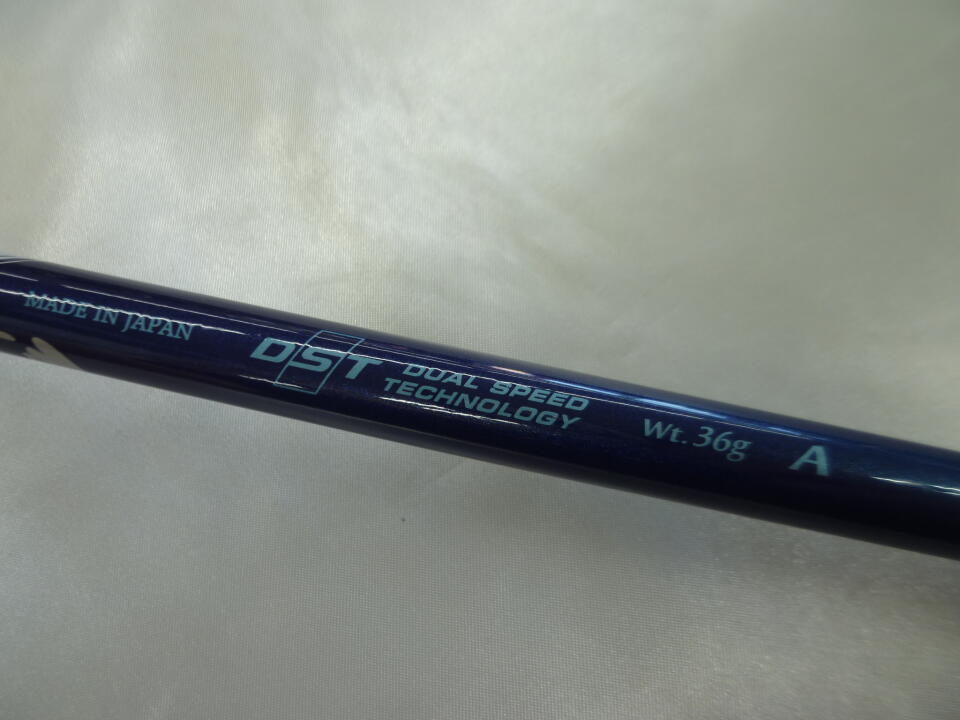 MADE IN JAPAN
DST
DUAL SPEED
TECHNOLOGY
Wt. 36g
A